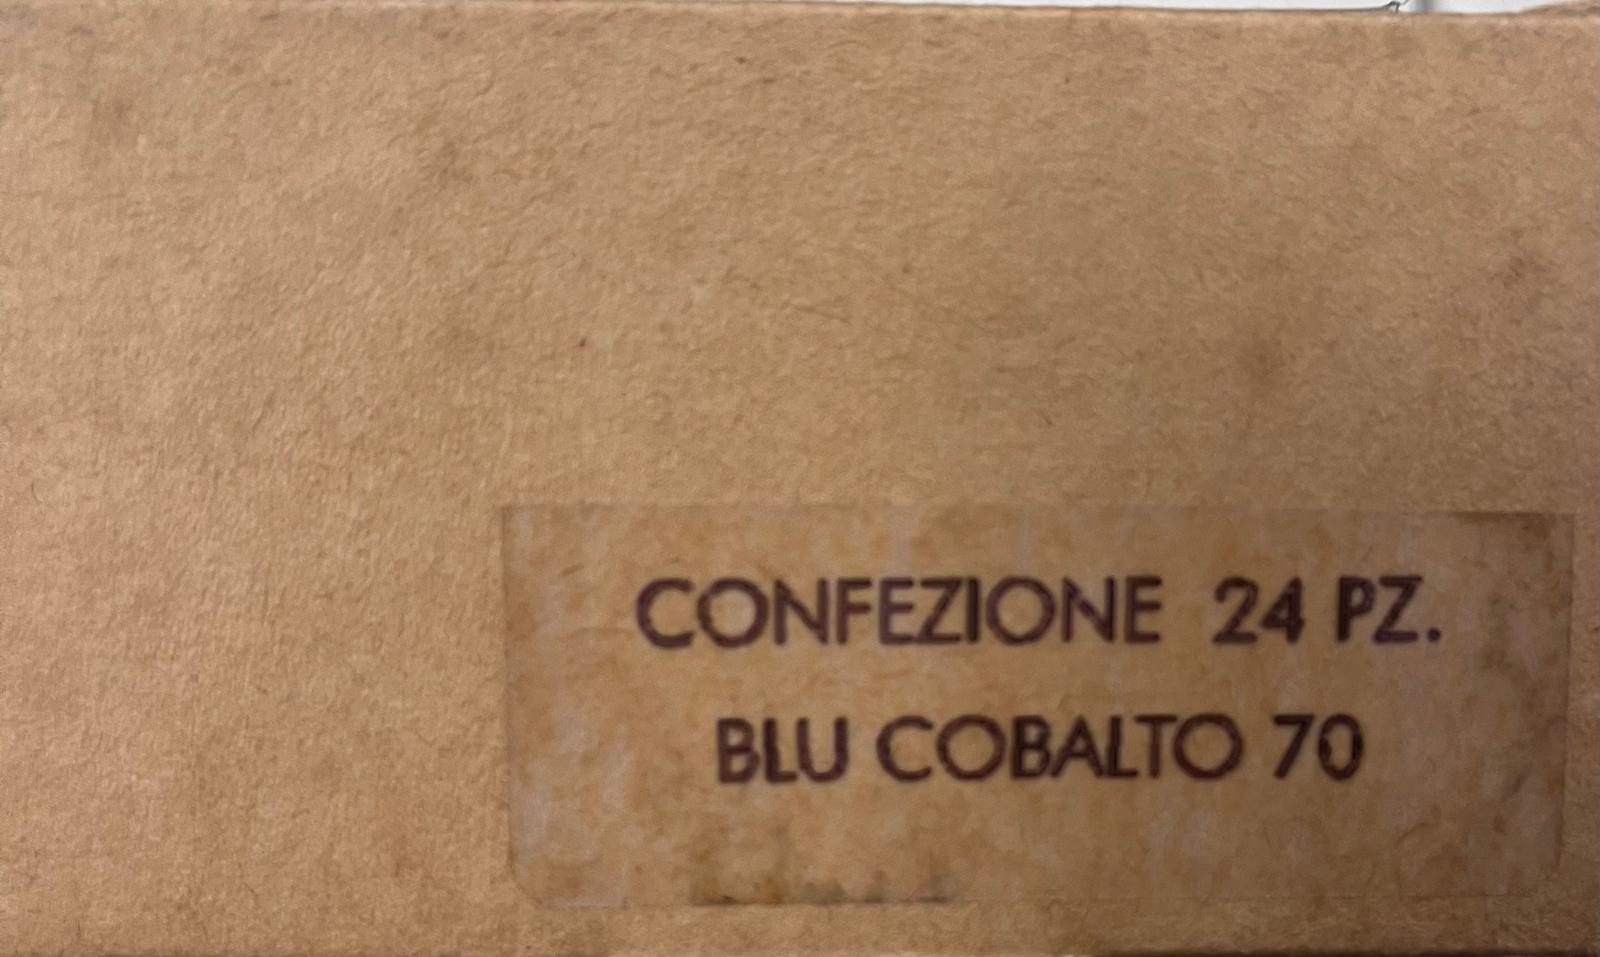 CONFEZIONE 24 PZ.
BLU COBALTO 70